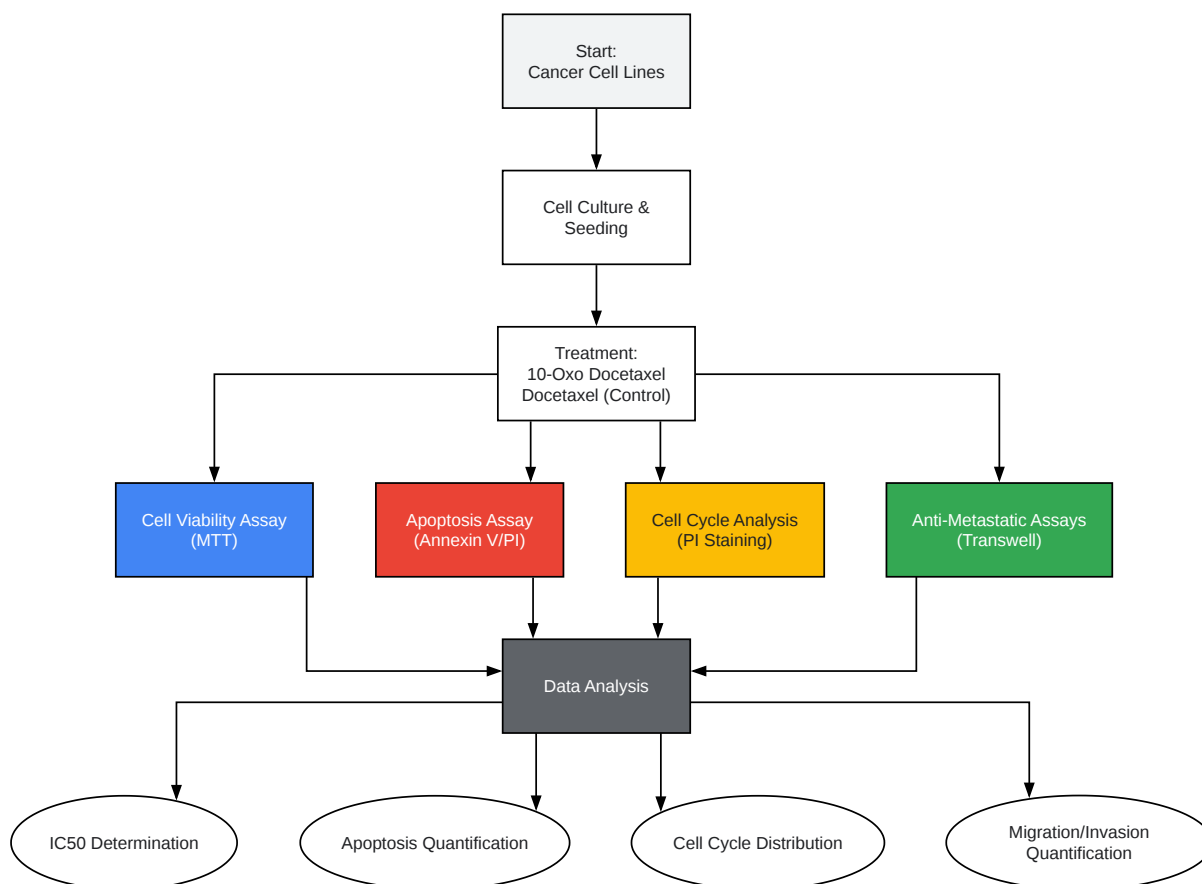 Start:
Cancer Cell Lines
Cell Culture &
Seeding
Treatment:
10-Oxo Docetaxel
Docetaxel (Control)
Cell Viability Assay
(MTT)
Apoptosis Assay
(Annexin V/PI)
Cell Cycle Analysis
(PI Staining)
Anti-Metastatic Assays
(Transwell)
Data Analysis
IC50 Determination
Apoptosis Quantification
Cell Cycle Distribution
Migration/Invasion
Quantification